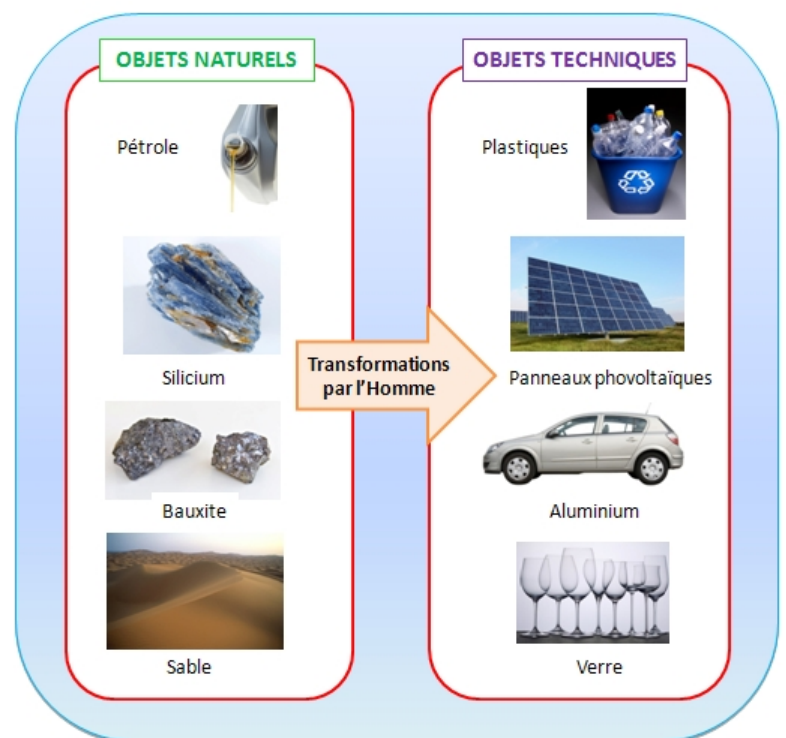 OBJETS NATURELS
Pétrole
Silicium
Bauxite
Sable
Transformations
par l'Homme
OBJETS TECHNIQUES
Plastiques
Panneaux phovoltaïques
Aluminium
Verre